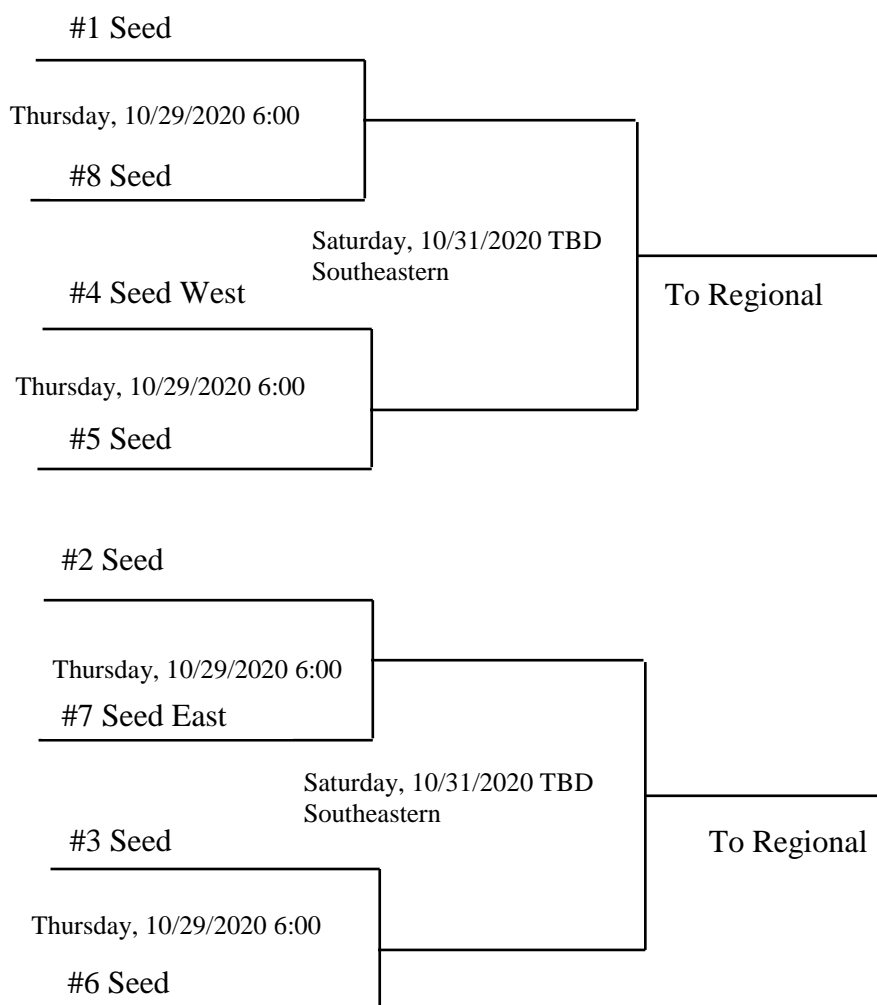 #1 Seed
Thursday, 10/29/2020 6:00
#8 Seed
Saturday, 10/31/2020 TBD
Southeastern
#4 Seed West
To Regional
Thursday, 10/29/2020 6:00
#5 Seed
#2 Seed
Thursday, 10/29/2020 6:00
#7 Seed East
Saturday, 10/31/2020 TBD
Southeastern
#3 Seed
To Regional
Thursday, 10/29/2020 6:00
#6 Seed